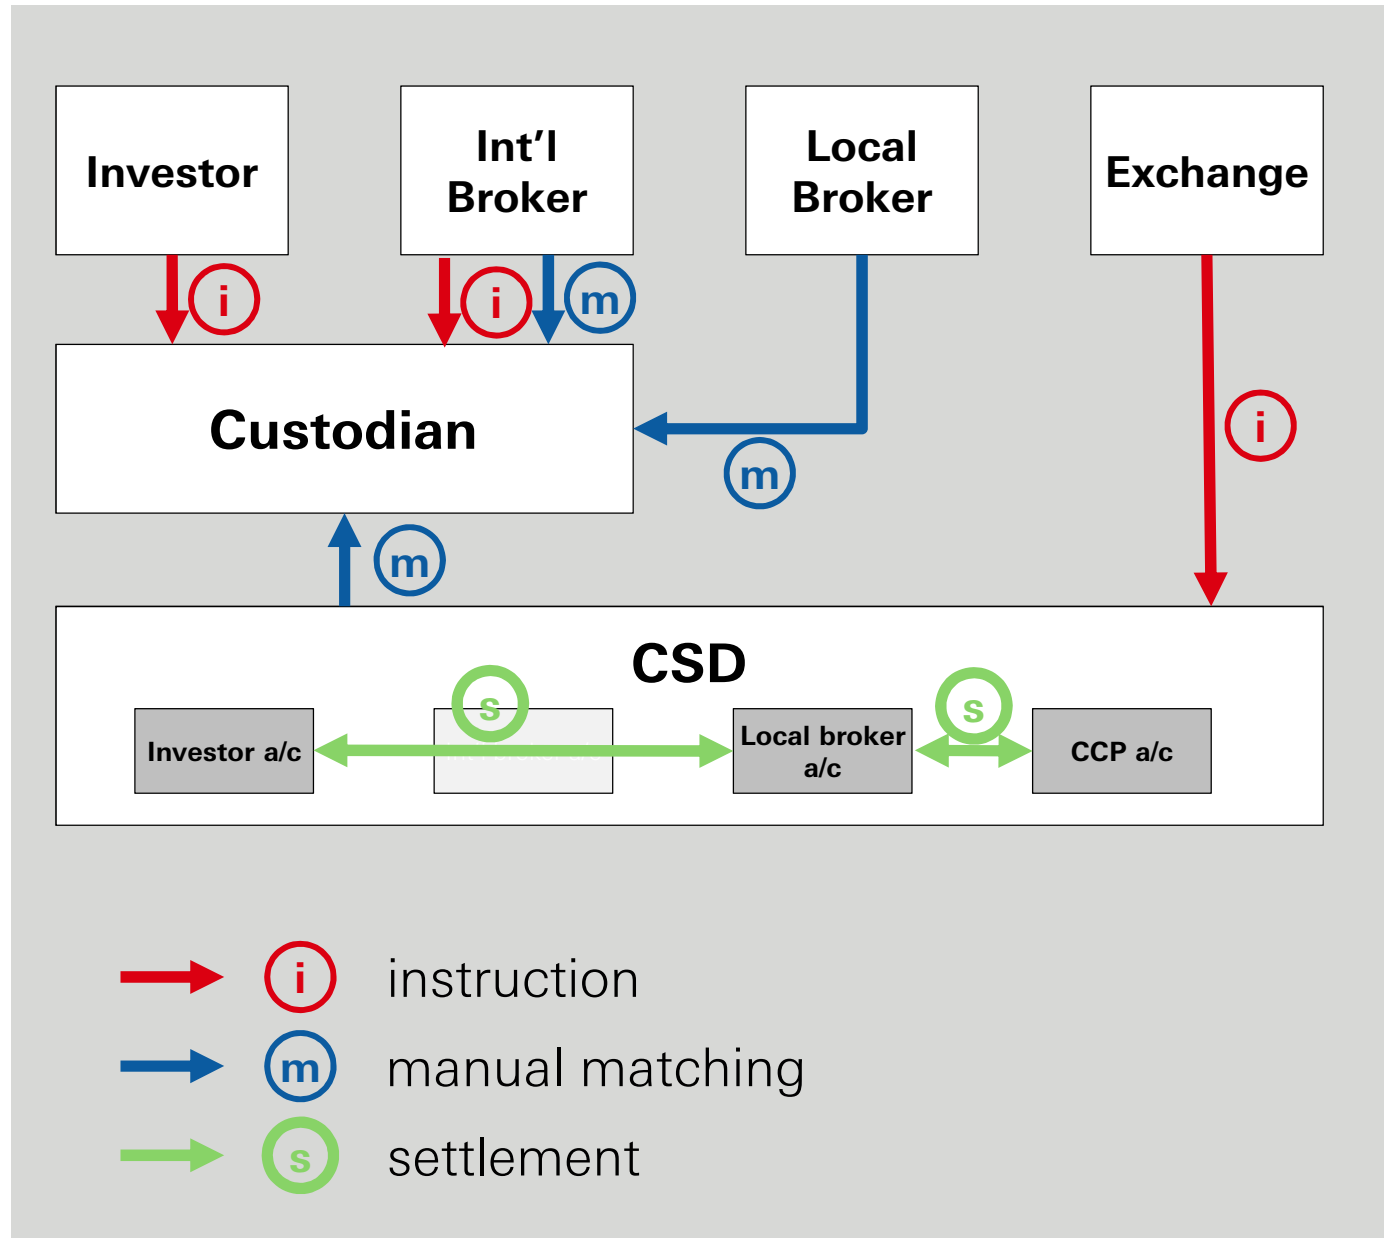 Investor
Int'l
Broker
Local
Broker
Exchange
i
i
m
Custodian
i
m
m
CSD
s
s
Investor a/c
Local broker
a/c
CCP a/c
i instruction
m manual matching
s settlement